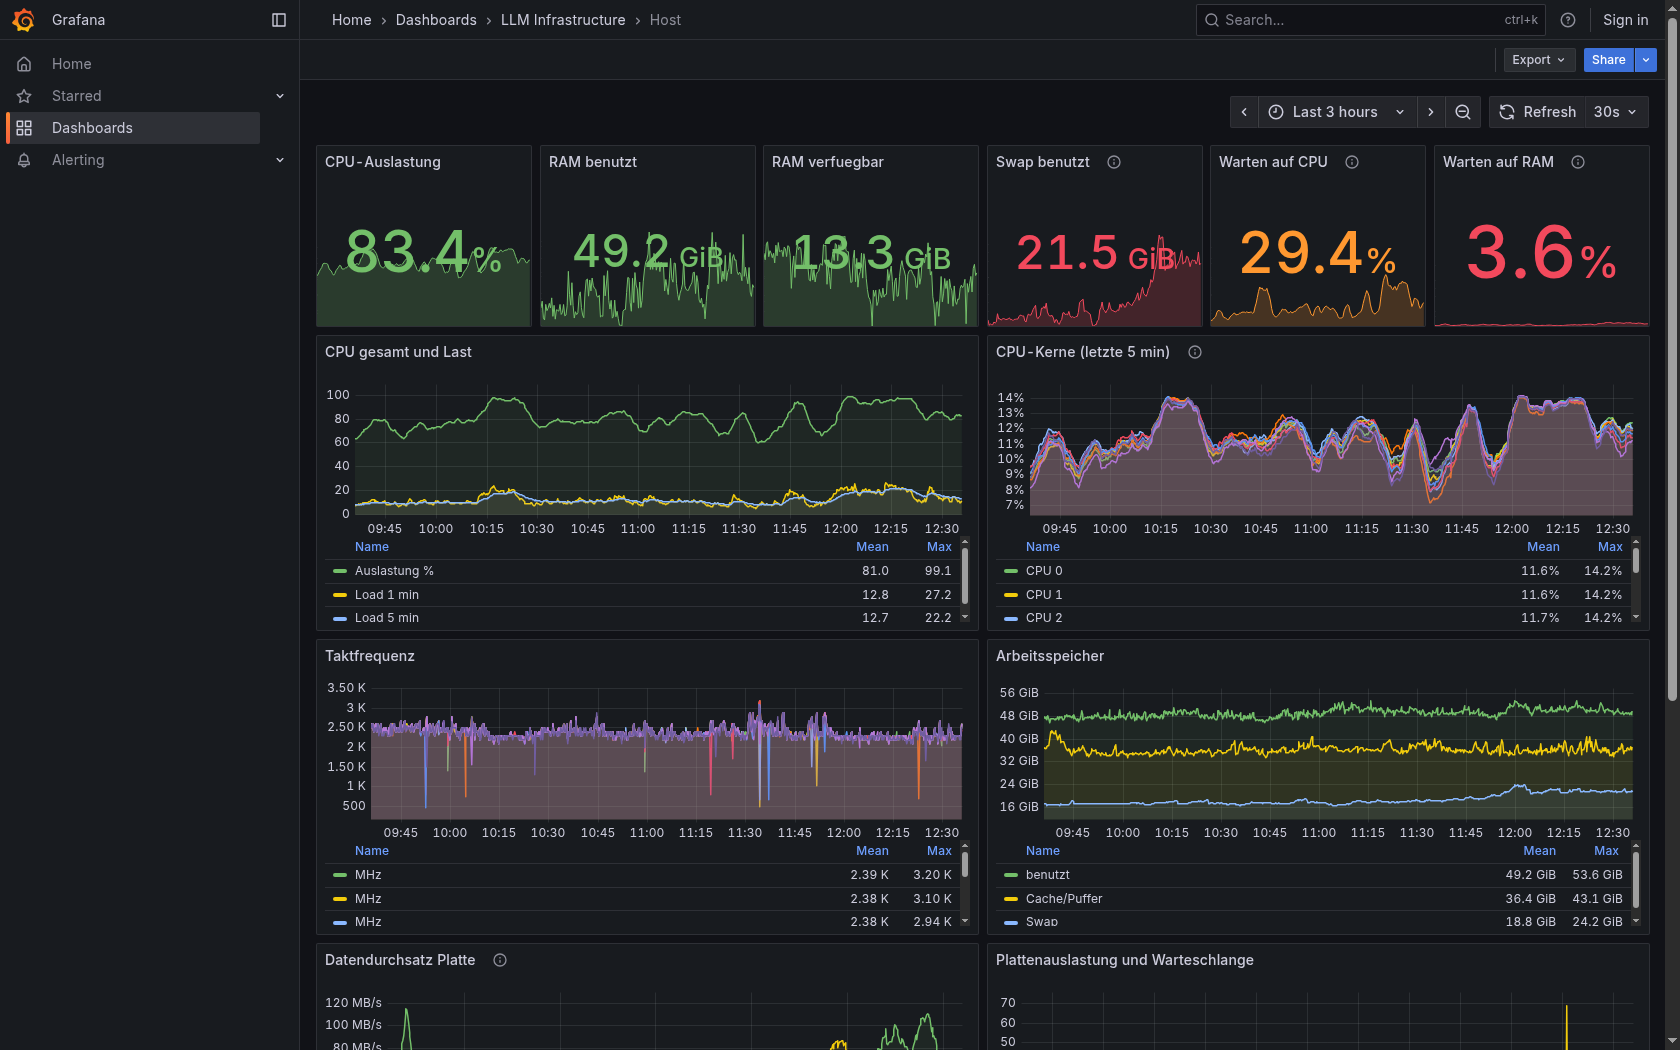 Grafana
Home › Dashboards › LLM Infrastructure › Host
Search...
ctrl+k
Sign in
Home
Starred
Dashboards
Alerting
Export
Share
Last 3 hours
Refresh
30s
CPU-Auslastung
83.4%
RAM benutzt
49.2 GiB
RAM verfuegbar
13.3 GiB
Swap benutzt
21.5 GiB
Warten auf CPU
29.4%
Warten auf RAM
3.6%
CPU gesamt und Last
100
80
60
40
20
0
09:45 10:00 10:15 10:30 10:45 11:00 11:15 11:30 11:45 12:00 12:15 12:30
Name Mean Max
Auslastung % 81.0 99.1
Load 1 min 12.8 27.2
Load 5 min 12.7 22.2
CPU-Kerne (letzte 5 min)
14%
13%
12%
11%
10%
9%
8%
7%
09:45 10:00 10:15 10:30 10:45 11:00 11:15 11:30 11:45 12:00 12:15 12:30
Name Mean Max
CPU 0 11.6% 14.2%
CPU 1 11.6% 14.2%
CPU 2 11.7% 14.2%
Taktfrequenz
3.50 K
3 K
2.50 K
2 K
1.50 K
1 K
500
09:45 10:00 10:15 10:30 10:45 11:00 11:15 11:30 11:45 12:00 12:15 12:30
Name Mean Max
MHz 2.39 K 3.20 K
MHz 2.38 K 3.10 K
MHz 2.38 K 2.94 K
Arbeitsspeicher
56 GiB
48 GiB
40 GiB
32 GiB
24 GiB
16 GiB
09:45 10:00 10:15 10:30 10:45 11:00 11:15 11:30 11:45 12:00 12:15 12:30
Name Mean Max
benutzt 49.2 GiB 53.6 GiB
Cache/Puffer 36.4 GiB 43.1 GiB
Swap 18.8 GiB 24.2 GiB
Datendurchsatz Platte
120 MB/s
100 MB/s
80 MB/s
Plattenauslastung und Warteschlange
70
60
50